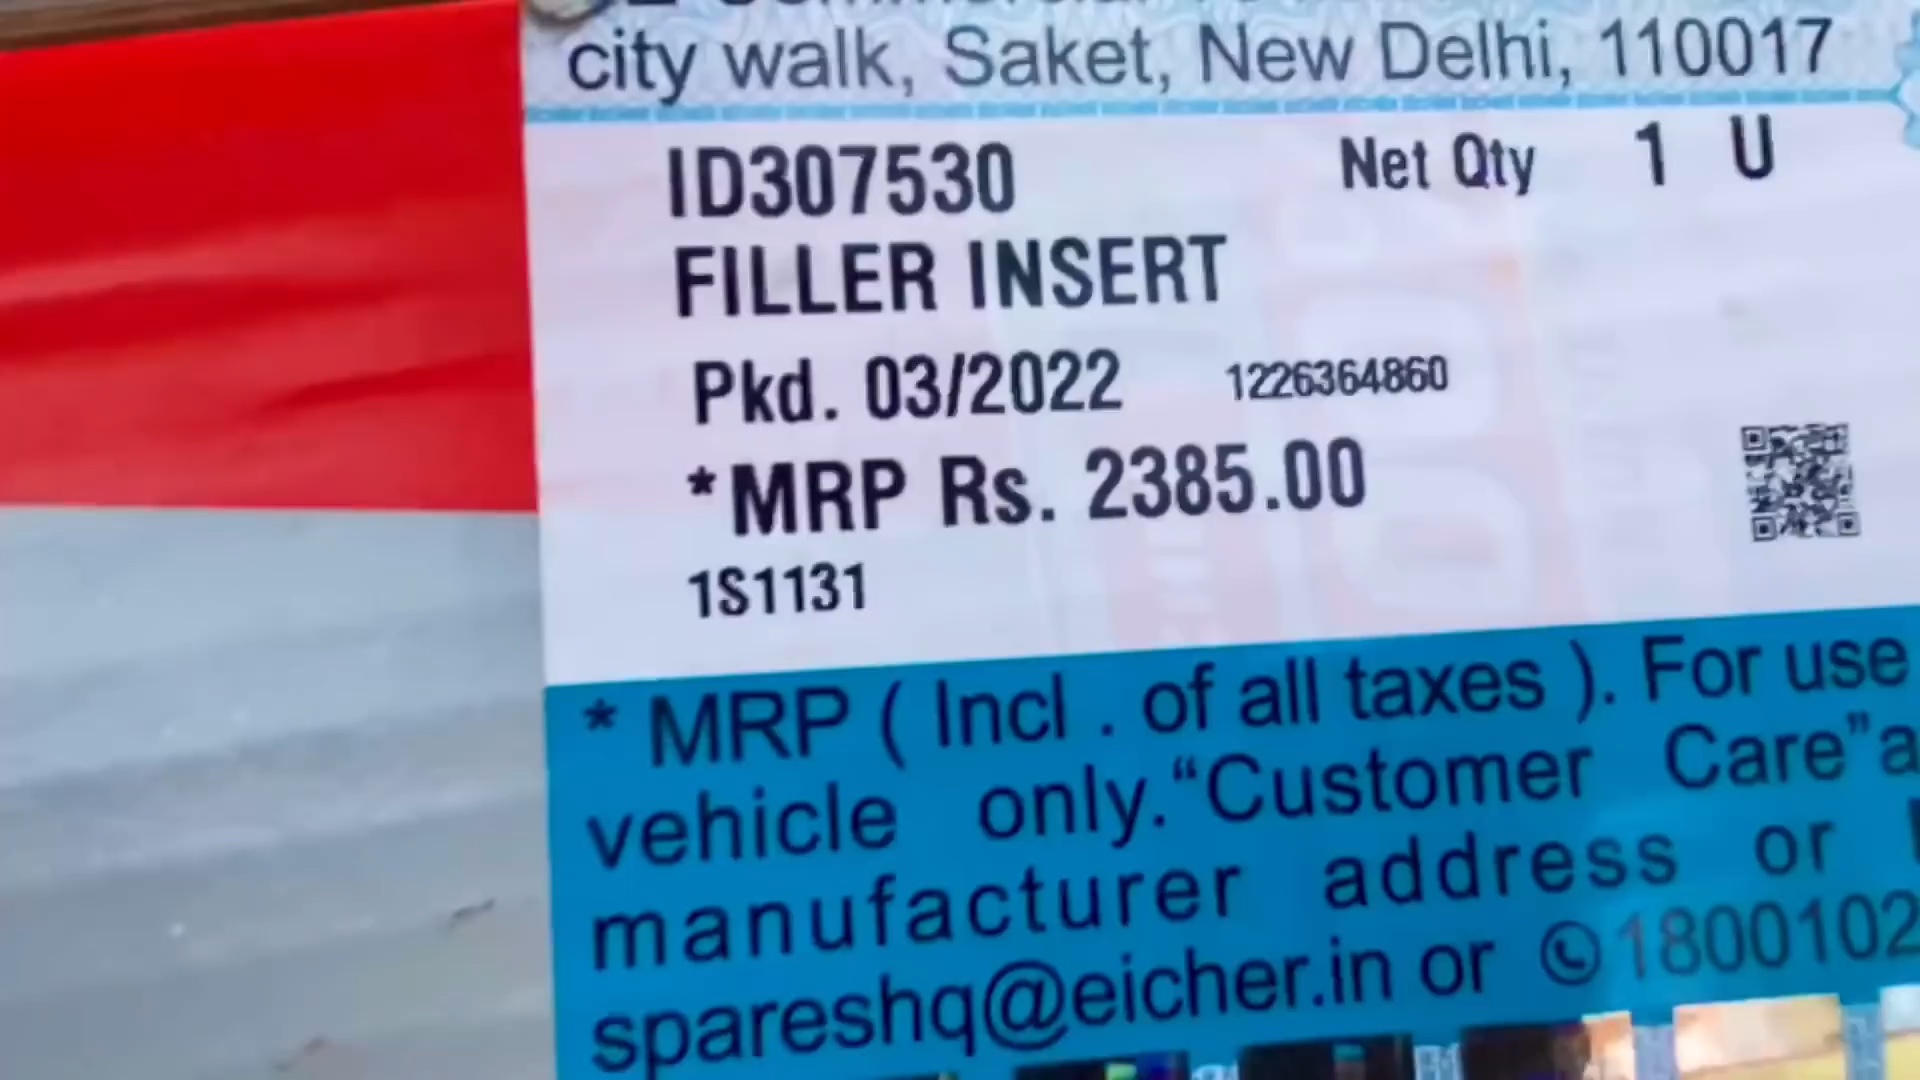 city walk, Saket, New Delhi, 110017
ID307530 Net Qty 1 U
FILLER INSERT
Pkd. 03/2022 1226364860
*MRP Rs. 2385.00
1S1131
* MRP ( Incl . of all taxes ). For use
vehicle only.“Customer Care”a
manufacturer address or
spareshq@eicher.in or 1800102